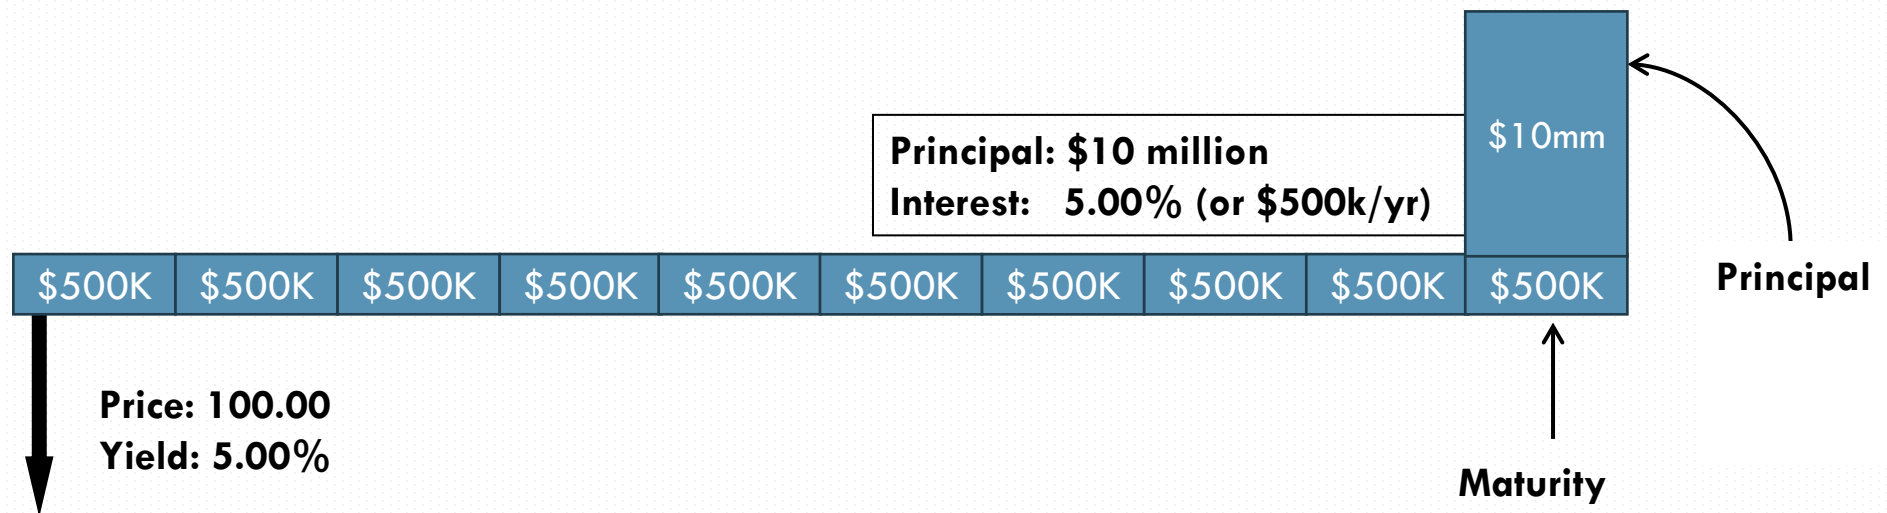 $10mm
Principal: $10 million
Interest: 5.00% (or $500k/yr)
$500K $500K $500K $500K $500K $500K $500K $500K $500K $500K
Principal
Price: 100.00
Yield: 5.00%
Maturity